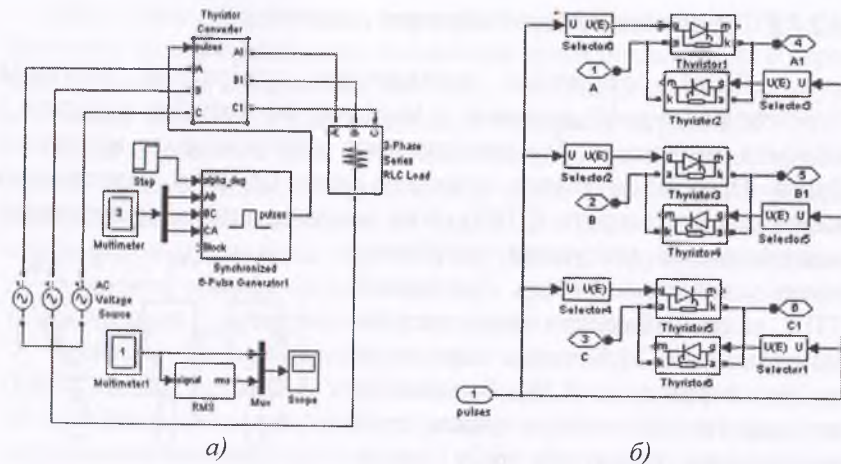 Thyristor
Converter
pulses
A
B
C
A1
B1
C1
A B C
3-Phase
Series
RLC Load
Step
alpha_deg
AB
BC
CA
Block
pulses
3
Multimeter
Synchronized
6-Pulse Generator1
AC
Voltage
Source
1
Multimeter1
signal rms
RMS
Mux
Scope
а)
U U(E)
Selector6
g m
a k
Thyristor1
4
A1
1
A
m g
k a
Thyristor2
U(E) U
Selector3
U U(E)
Selector2
g m
a k
Thyristor3
5
B1
2
B
m g
k a
Thyristor4
U(E) U
Selector5
U U(E)
Selector4
g m
a k
Thyristor5
6
C1
3
C
m g
k a
Thyristor6
U(E) U
Selector1
1
pulses
б)